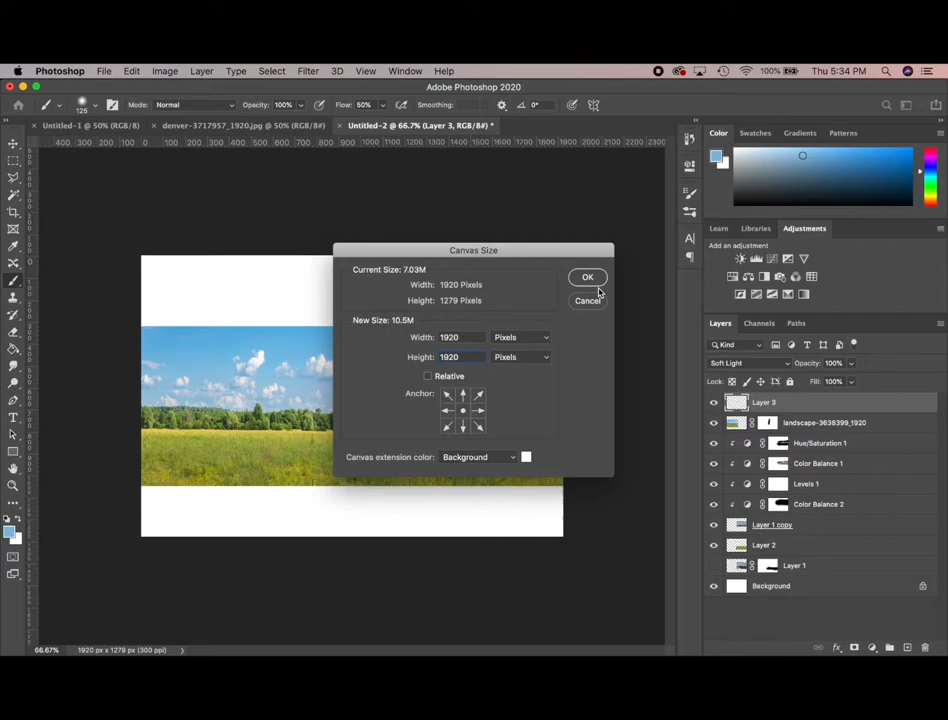 Photoshop File Edit Image Layer Type Select Filter 3D View Window Help 100% Thu 5:34 PM
Adobe Photoshop 2020
125 Mode: Normal Opacity: 100% Flow: 50% Smoothing: 0°
Untitled-1 @ 50% (RGB/8) denver-3717957_1920.jpg @ 50% (RGB/8#) Untitled-2 @ 66.7% (Layer 3, RGB/8#) *
Color Swatches Gradients Patterns
Learn Libraries Adjustments
Add an adjustment
Canvas Size
Current Size: 7.03M
Width: 1920 Pixels
Height: 1279 Pixels
OK
Cancel
New Size: 10.5M
Width: 1920 Pixels
Height: 1920 Pixels
Relative
Anchor:
Canvas extension color: Background
Layers Channels Paths
Kind
Soft Light Opacity: 100%
Lock: Fill: 100%
Layer 3
landscape-3638399_1920
Hue/Saturation 1
Color Balance 1
Levels 1
Color Balance 2
Layer 1 copy
Layer 2
Layer 1
Background
66.67% 1920 px x 1279 px (300 ppi)